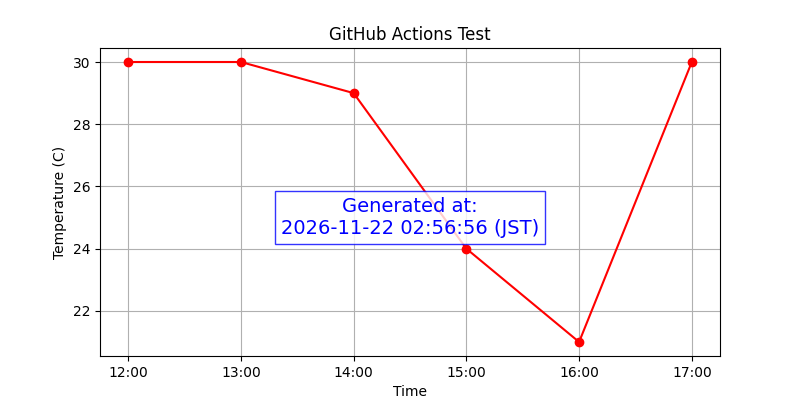 GitHub Actions Test
Temperature (C)
30
28
26
24
22
Generated at:
2026-11-22 02:56:56 (JST)
12:00 13:00 14:00 15:00 16:00 17:00
Time